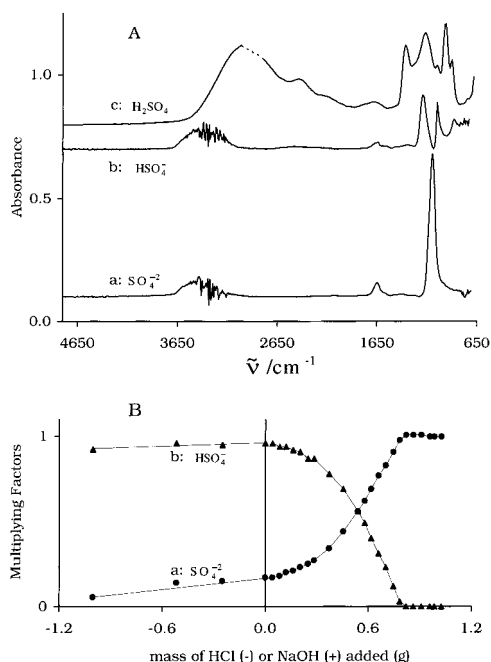 A
1.0
c: H₂SO₄
b: HSO₄⁻
0.5
a: SO₄⁻²
0.0
Absorbance
4650 3650 2650 1650 650
ν̃ /cm⁻¹
B
1
b: HSO₄⁻
a: SO₄⁻²
0
Multiplying Factors
-1.2 -0.6 0.0 0.6 1.2
mass of HCl (-) or NaOH (+) added (g)